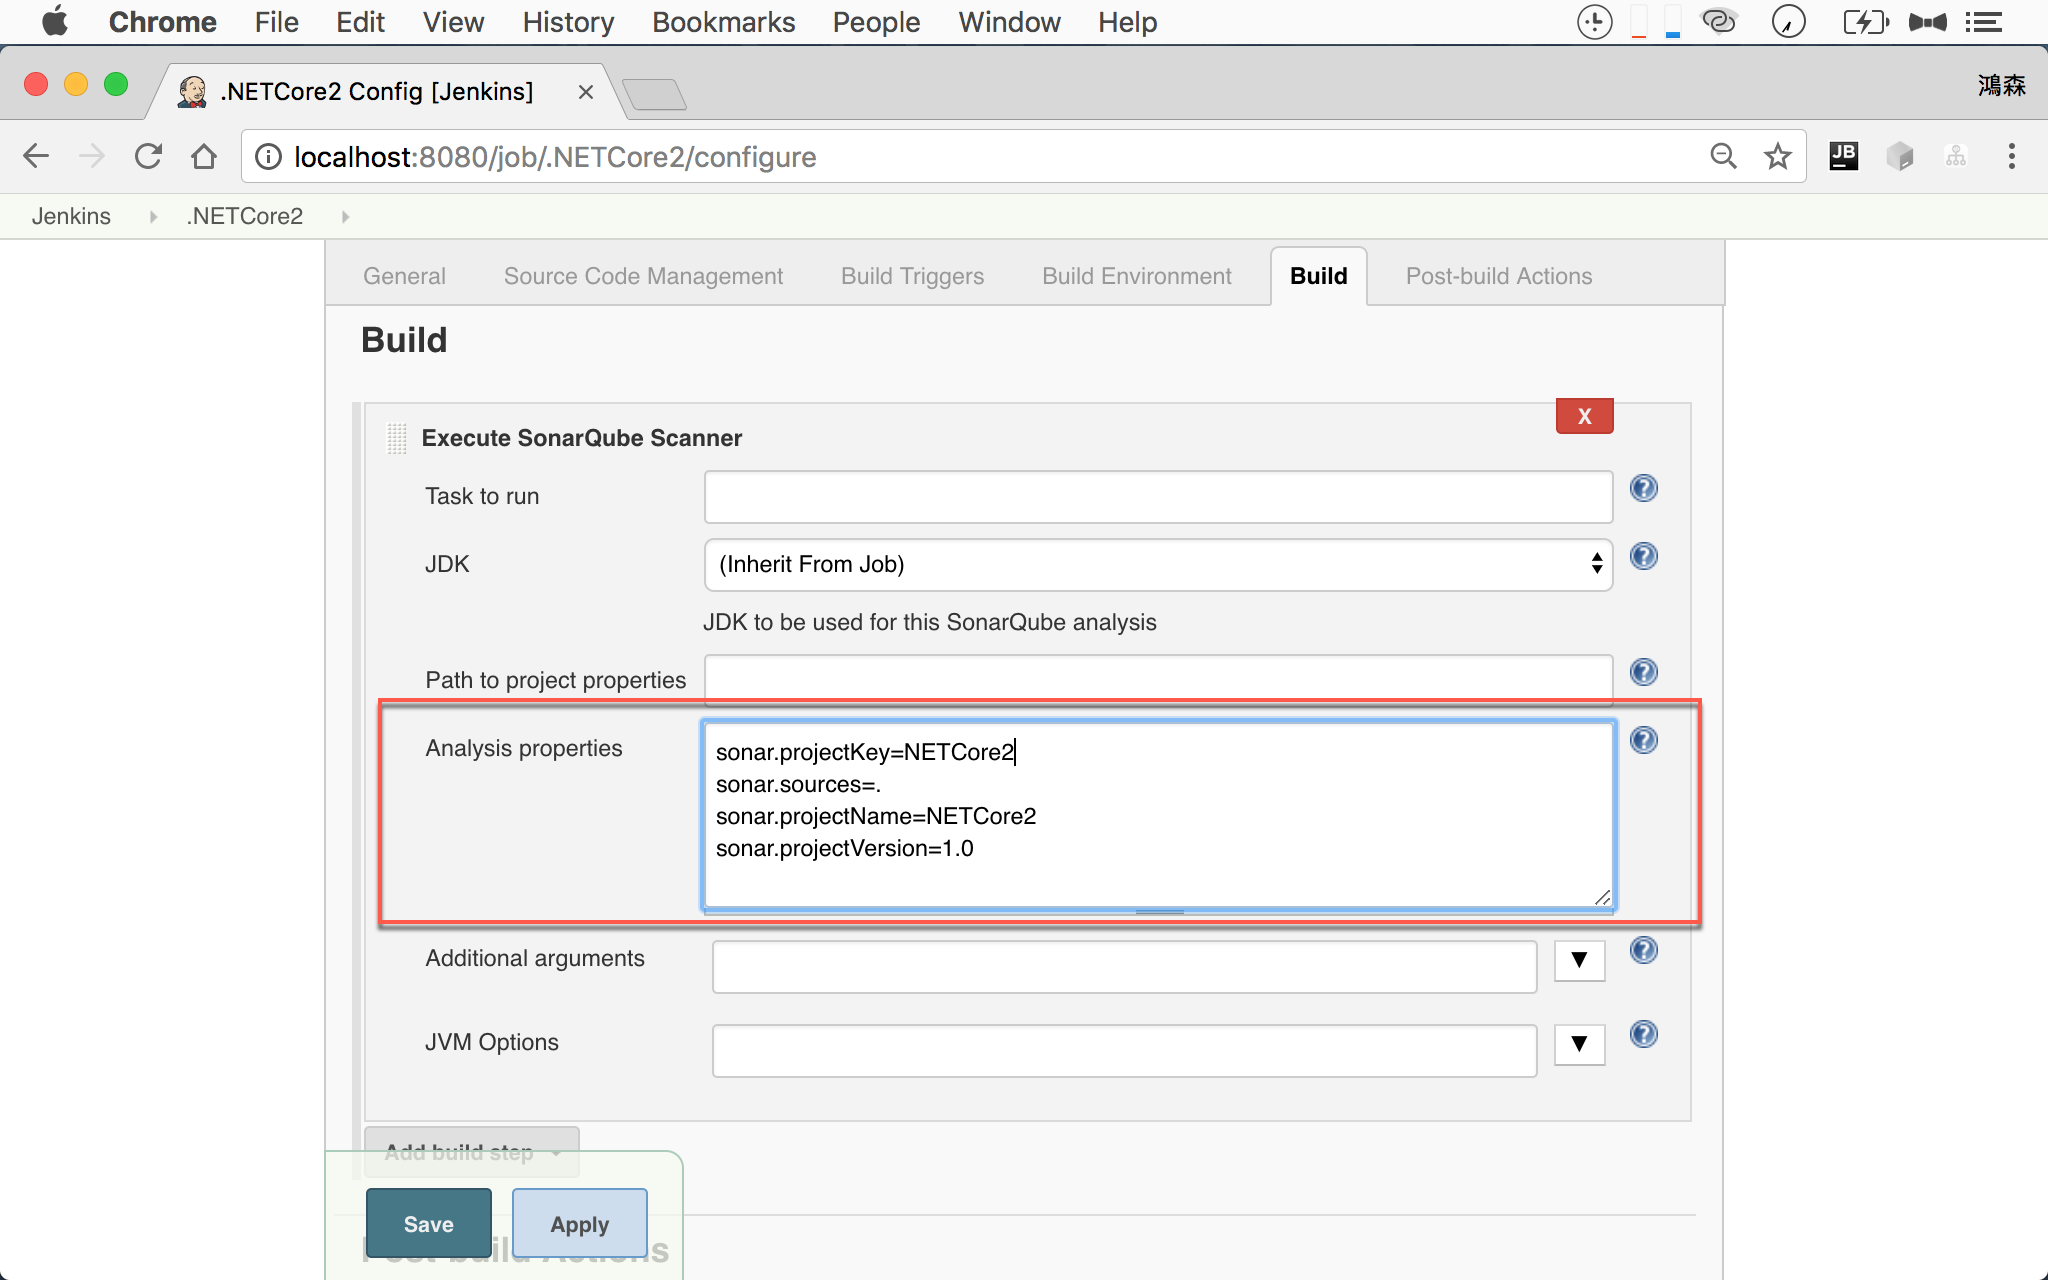 Chrome File Edit View History Bookmarks People Window Help
.NETCore2 Config [Jenkins]
鴻森
localhost:8080/job/.NETCore2/configure
JB
Jenkins .NETCore2
General Source Code Management Build Triggers Build Environment Build Post-build Actions
Build
X
Execute SonarQube Scanner
Task to run
JDK (Inherit From Job)
JDK to be used for this SonarQube analysis
Path to project properties
Analysis properties
sonar.projectKey=NETCore2
sonar.sources=.
sonar.projectName=NETCore2
sonar.projectVersion=1.0
Additional arguments
JVM Options
Add build step
Save Apply
Post-build Actions